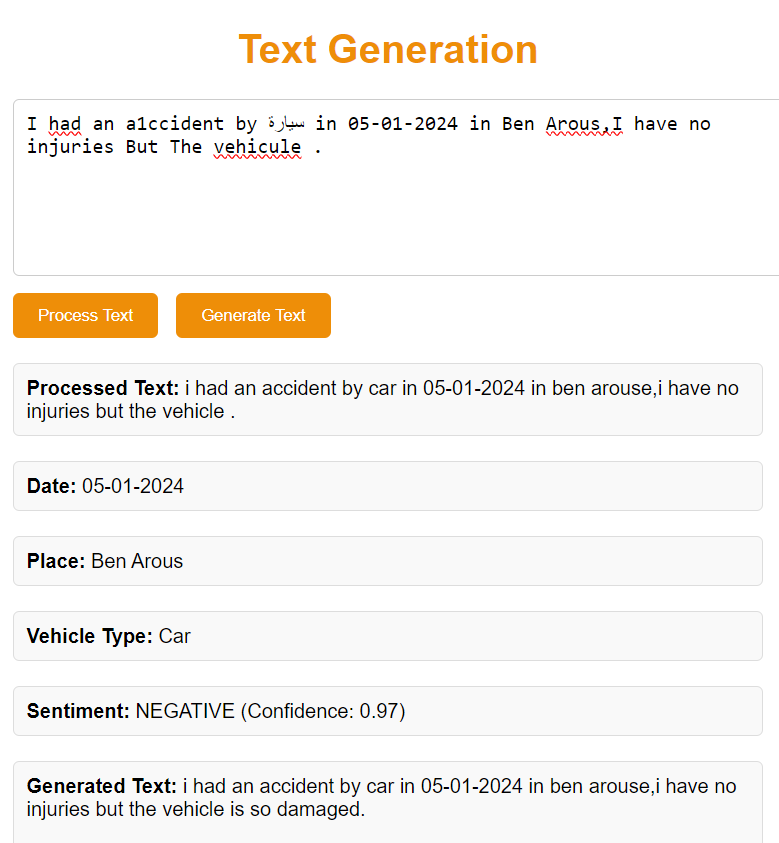 Text Generation
I had an a1ccident by سيارة in 05-01-2024 in Ben Arous,I have no
injuries But The vehicule .
Process Text
Generate Text
Processed Text: i had an accident by car in 05-01-2024 in ben arouse,i have no
injuries but the vehicle .
Date: 05-01-2024
Place: Ben Arous
Vehicle Type: Car
Sentiment: NEGATIVE (Confidence: 0.97)
Generated Text: i had an accident by car in 05-01-2024 in ben arouse,i have no
injuries but the vehicle is so damaged.